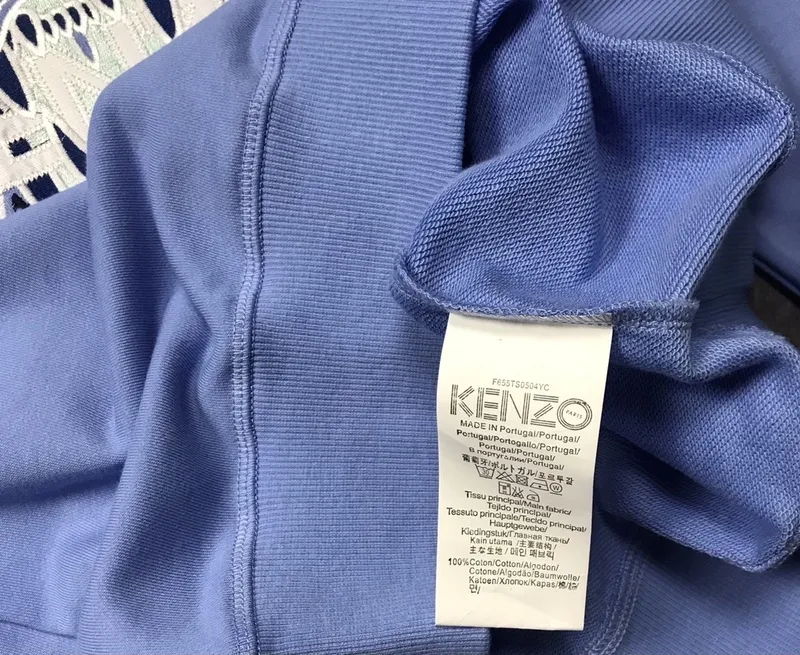 F655TS0504YC
KENZO
PARIS
MADE IN Portugal/Portugal/
Portugal/Portogallo/Portugal/
Portugal/Portugal/
В португалии/Portugal/
葡萄牙/ポルトガル/포르투갈
Tissu principal/Main fabric/
Tejido principal/
Tessuto principale/Tecido principal/
Hauptgewebe/
Kledingstuk/Главная ткань/
Kain utama /主要结构/
主な生地/ 메인 패브릭
100%Coton/Cotton/Algodon/
Cotone/Algodão/Baumwolle/
Katoen/Хлопок/Kapas/棉/綿/
면/